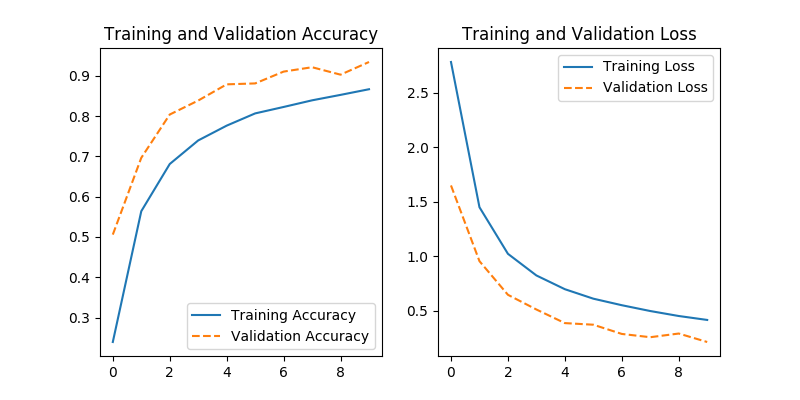 Training and Validation Accuracy
0.9
0.8
0.7
0.6
0.5
0.4
0.3
0 2 4 6 8
Training Accuracy
Validation Accuracy
Training and Validation Loss
2.5
2.0
1.5
1.0
0.5
0 2 4 6 8
Training Loss
Validation Loss